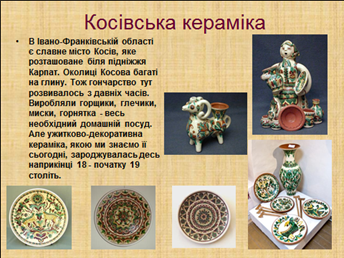 Косівська кераміка
• В Івано-Франківській області
є славне місто Косів, яке
розташоване біля підніжжя
Карпат. Околиці Косова багаті
на глину. Тож гончарство тут
розвивалось з давніх часів.
Виробляли горщики, глечики,
миски, горнятка - весь
необхідний домашній посуд.
Але ужитково-декоративна
кераміка, якою ми знаємо її
сьогодні, зароджувалась десь
наприкінці 18 - початку 19
століть.